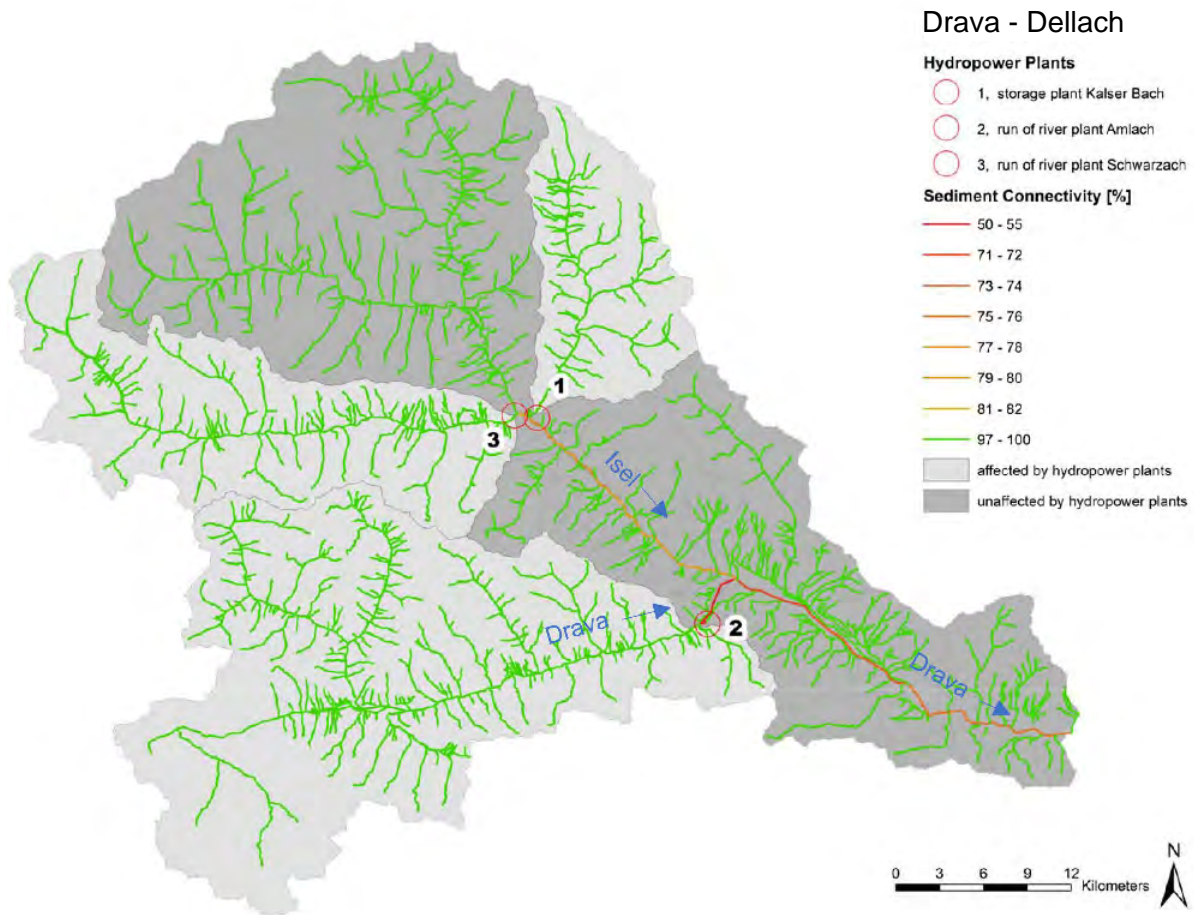 Drava - Dellach
Hydropower Plants
1, storage plant Kalser Bach
2, run of river plant Amlach
3, run of river plant Schwarzach
Sediment Connectivity [%]
50 - 55
71 - 72
73 - 74
75 - 76
77 - 78
79 - 80
81 - 82
97 - 100
affected by hydropower plants
unaffected by hydropower plants
1
3
Isel
Drava
2
Drava
N
0 3 6 9 12
Kilometers